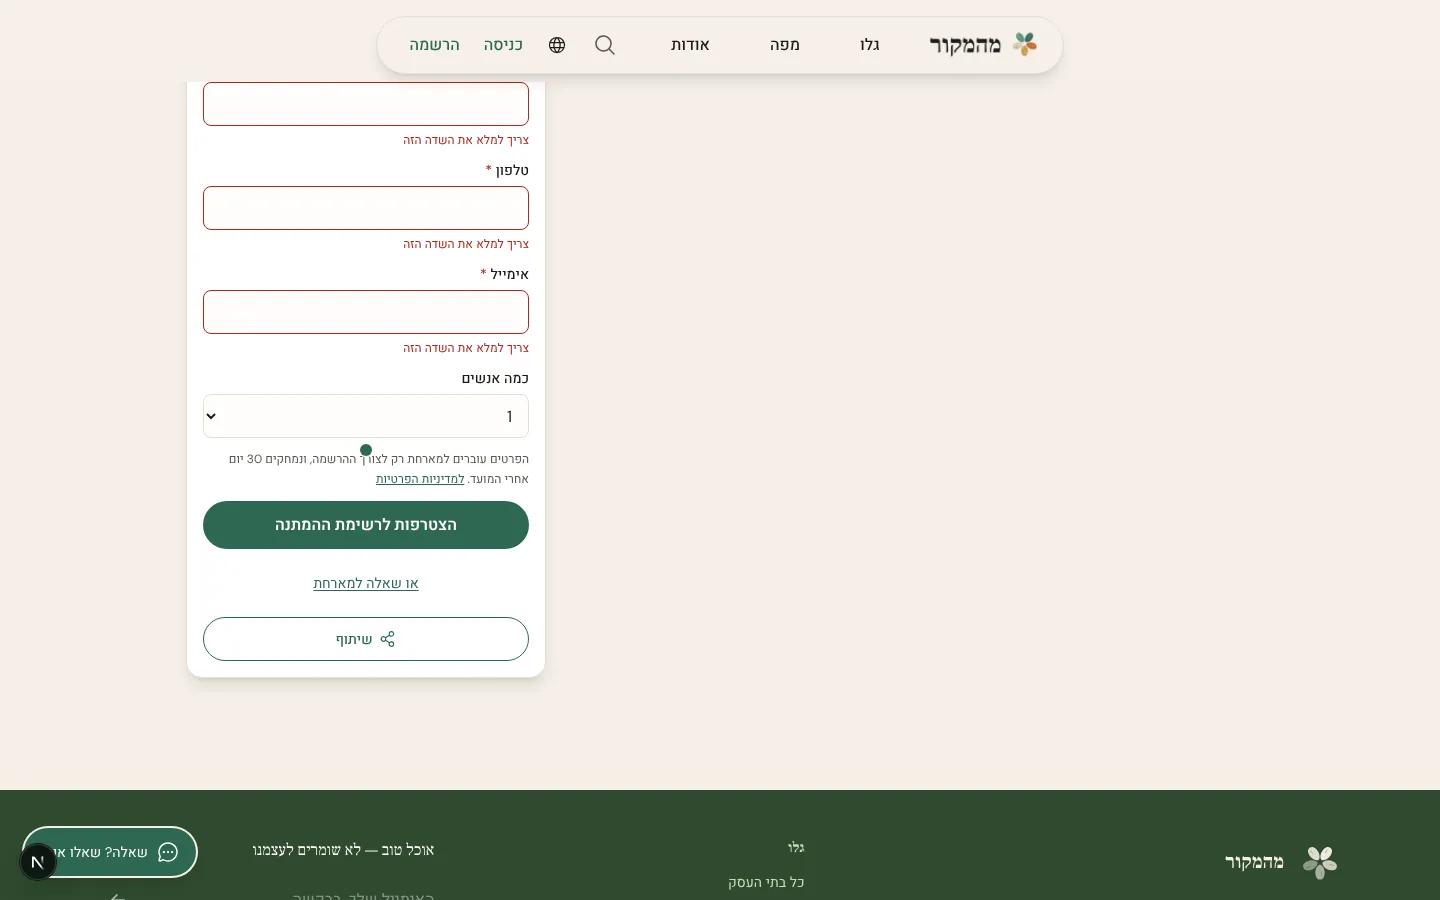 מהמקור
גלו
מפה
אודות
כניסה
הרשמה
צריך למלא את השדה הזה
טלפון *
צריך למלא את השדה הזה
אימייל *
צריך למלא את השדה הזה
כמה אנשים
1
הפרטים עוברים למארחת רק לצורך ההרשמה, ונמחקים 30 יום
אחרי המועד. למדיניות הפרטיות
הצטרפות לרשימת ההמתנה
או שאלה למארחת
שיתוף
מהמקור
גלו
כל בתי העסק
אוכל טוב — לא שומרים לעצמנו
האימייל שלך, בבקשה
שאלה? שאלו
N